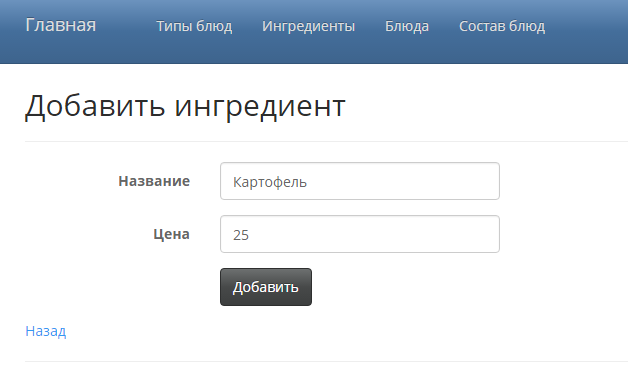 Главная Типы блюд Ингредиенты Блюда Состав блюд
Добавить ингредиент
Название Картофель
Цена 25
Добавить
Назад